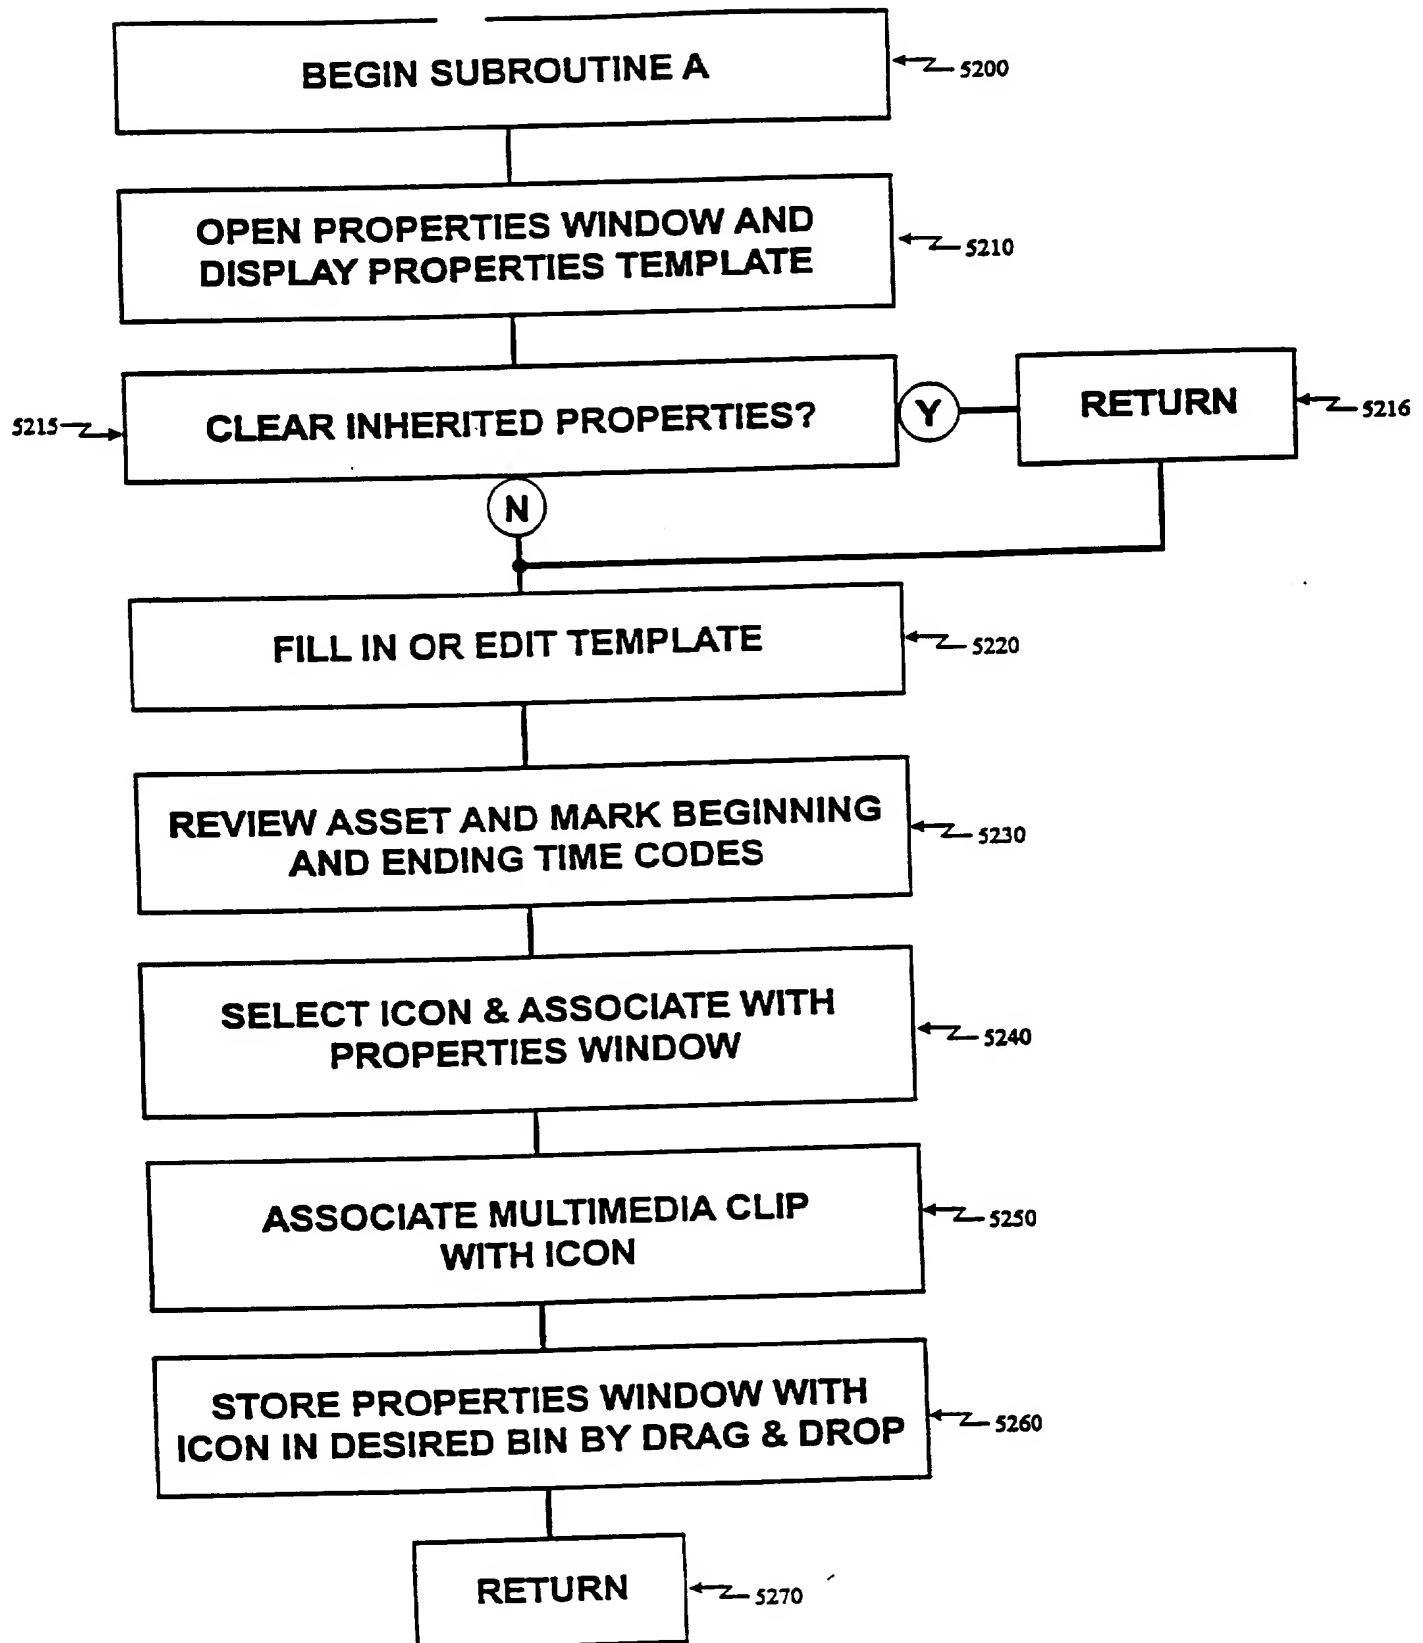 BEGIN SUBROUTINE A
5200
OPEN PROPERTIES WINDOW AND
DISPLAY PROPERTIES TEMPLATE
5210
5215
CLEAR INHERITED PROPERTIES?
Y
RETURN
5216
N
FILL IN OR EDIT TEMPLATE
5220
REVIEW ASSET AND MARK BEGINNING
AND ENDING TIME CODES
5230
SELECT ICON & ASSOCIATE WITH
PROPERTIES WINDOW
5240
ASSOCIATE MULTIMEDIA CLIP
WITH ICON
5250
STORE PROPERTIES WINDOW WITH
ICON IN DESIRED BIN BY DRAG & DROP
5260
RETURN
5270